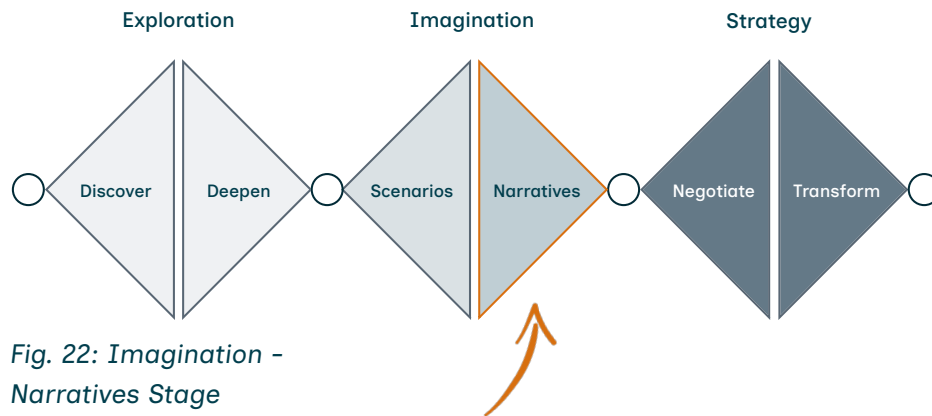 Exploration
Imagination
Strategy
Discover
Deepen
Scenarios
Narratives
Negotiate
Transform
Fig. 22: Imagination -
Narratives Stage